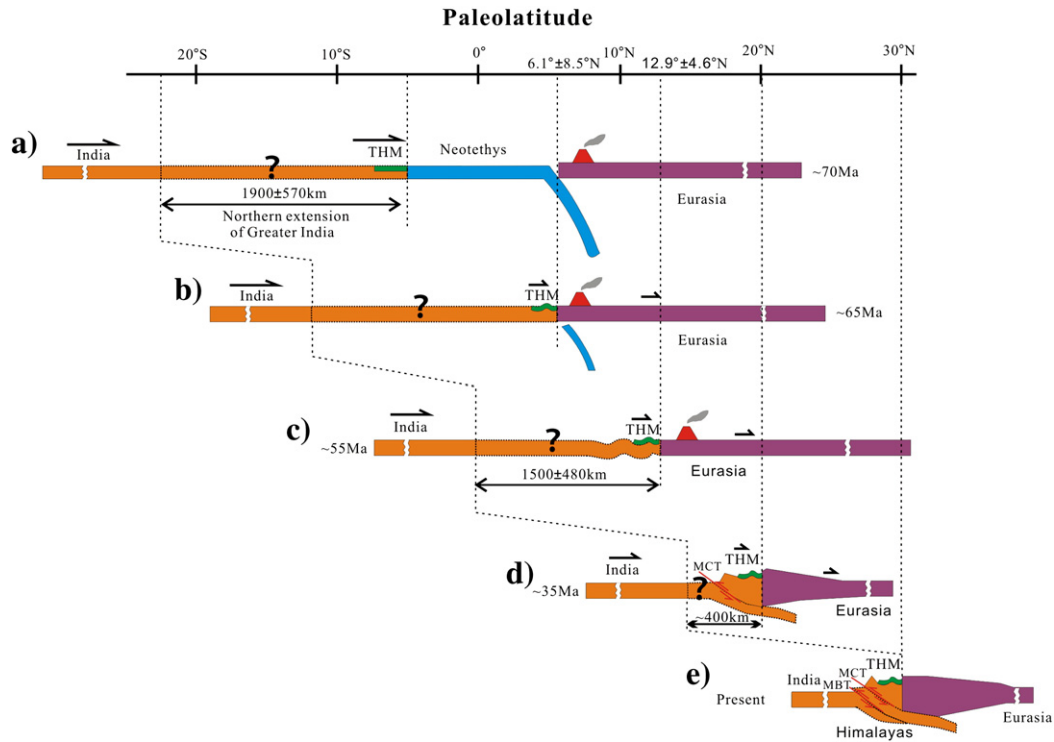 Paleolatitude
20°S
10°S
0°
10°N
20°N
30°N
6.1°±8.5°N
12.9°±4.6°N
a)
India
?
THM
Neotethys
Eurasia
~70Ma
1900±570km
Northern extension
of Greater India
b)
India
?
THM
Eurasia
~65Ma
c)
~55Ma
India
?
THM
Eurasia
1500±480km
d)
~35Ma
India
?
MCT
THM
Eurasia
~400km
e)
Present
India
MBT
MCT
THM
Himalayas
Eurasia